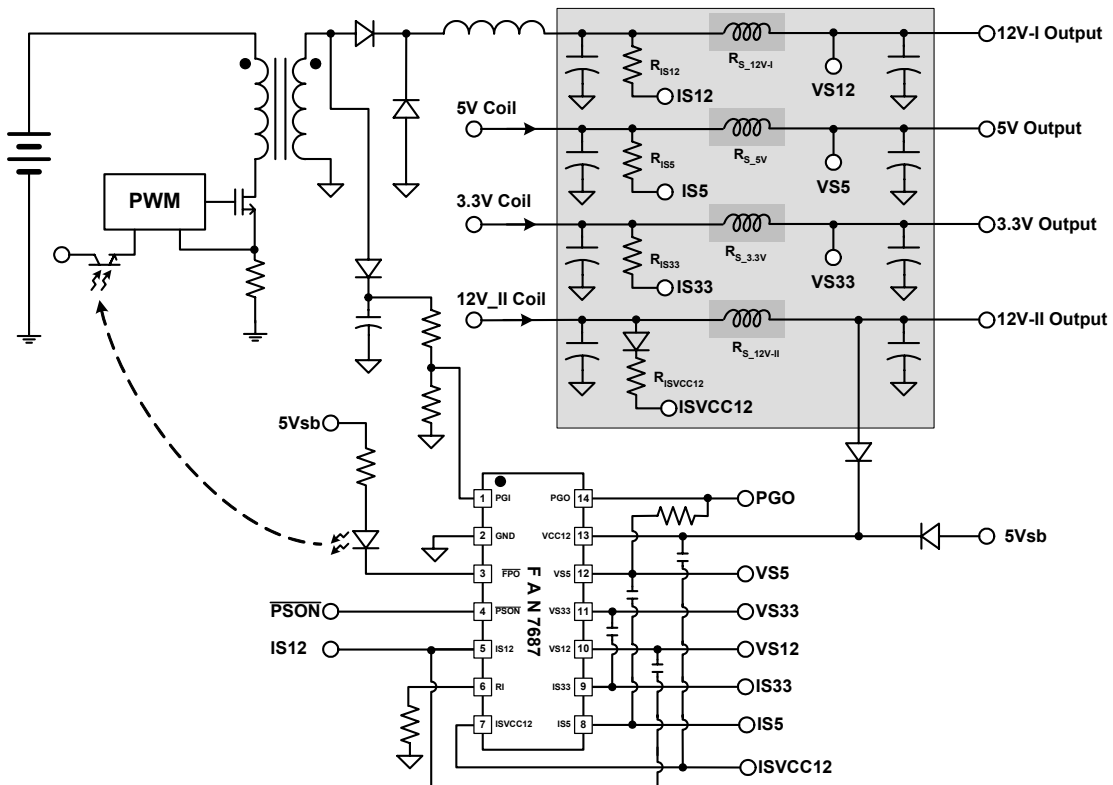 12V-I Output
R_S_12V-I
R_IS12
IS12
VS12
5V Coil
5V Output
R_IS5
R_S_5V
IS5
VS5
PWM
3.3V Coil
3.3V Output
R_IS33
R_S_3.3V
IS33
VS33
12V_II Coil
12V-II Output
R_S_12V-II
R_ISVCC12
ISVCC12
5Vsb
1 PGI
PGO 14
PGO
2 GND
VCC12 13
5Vsb
3 FPO
VS5 12
VS5
FAN7687
PSON
4 PSON
VS33 11
VS33
IS12
5 IS12
VS12 10
VS12
6 RI
IS33 9
IS33
7 ISVCC12
IS5 8
IS5
ISVCC12